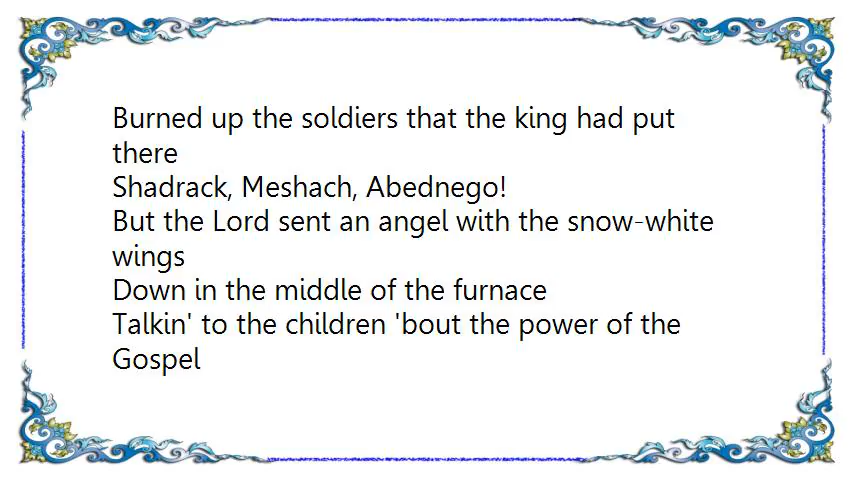 Burned up the soldiers that the king had put
there
Shadrack, Meshach, Abednego!
But the Lord sent an angel with the snow-white
wings
Down in the middle of the furnace
Talkin' to the children 'bout the power of the
Gospel